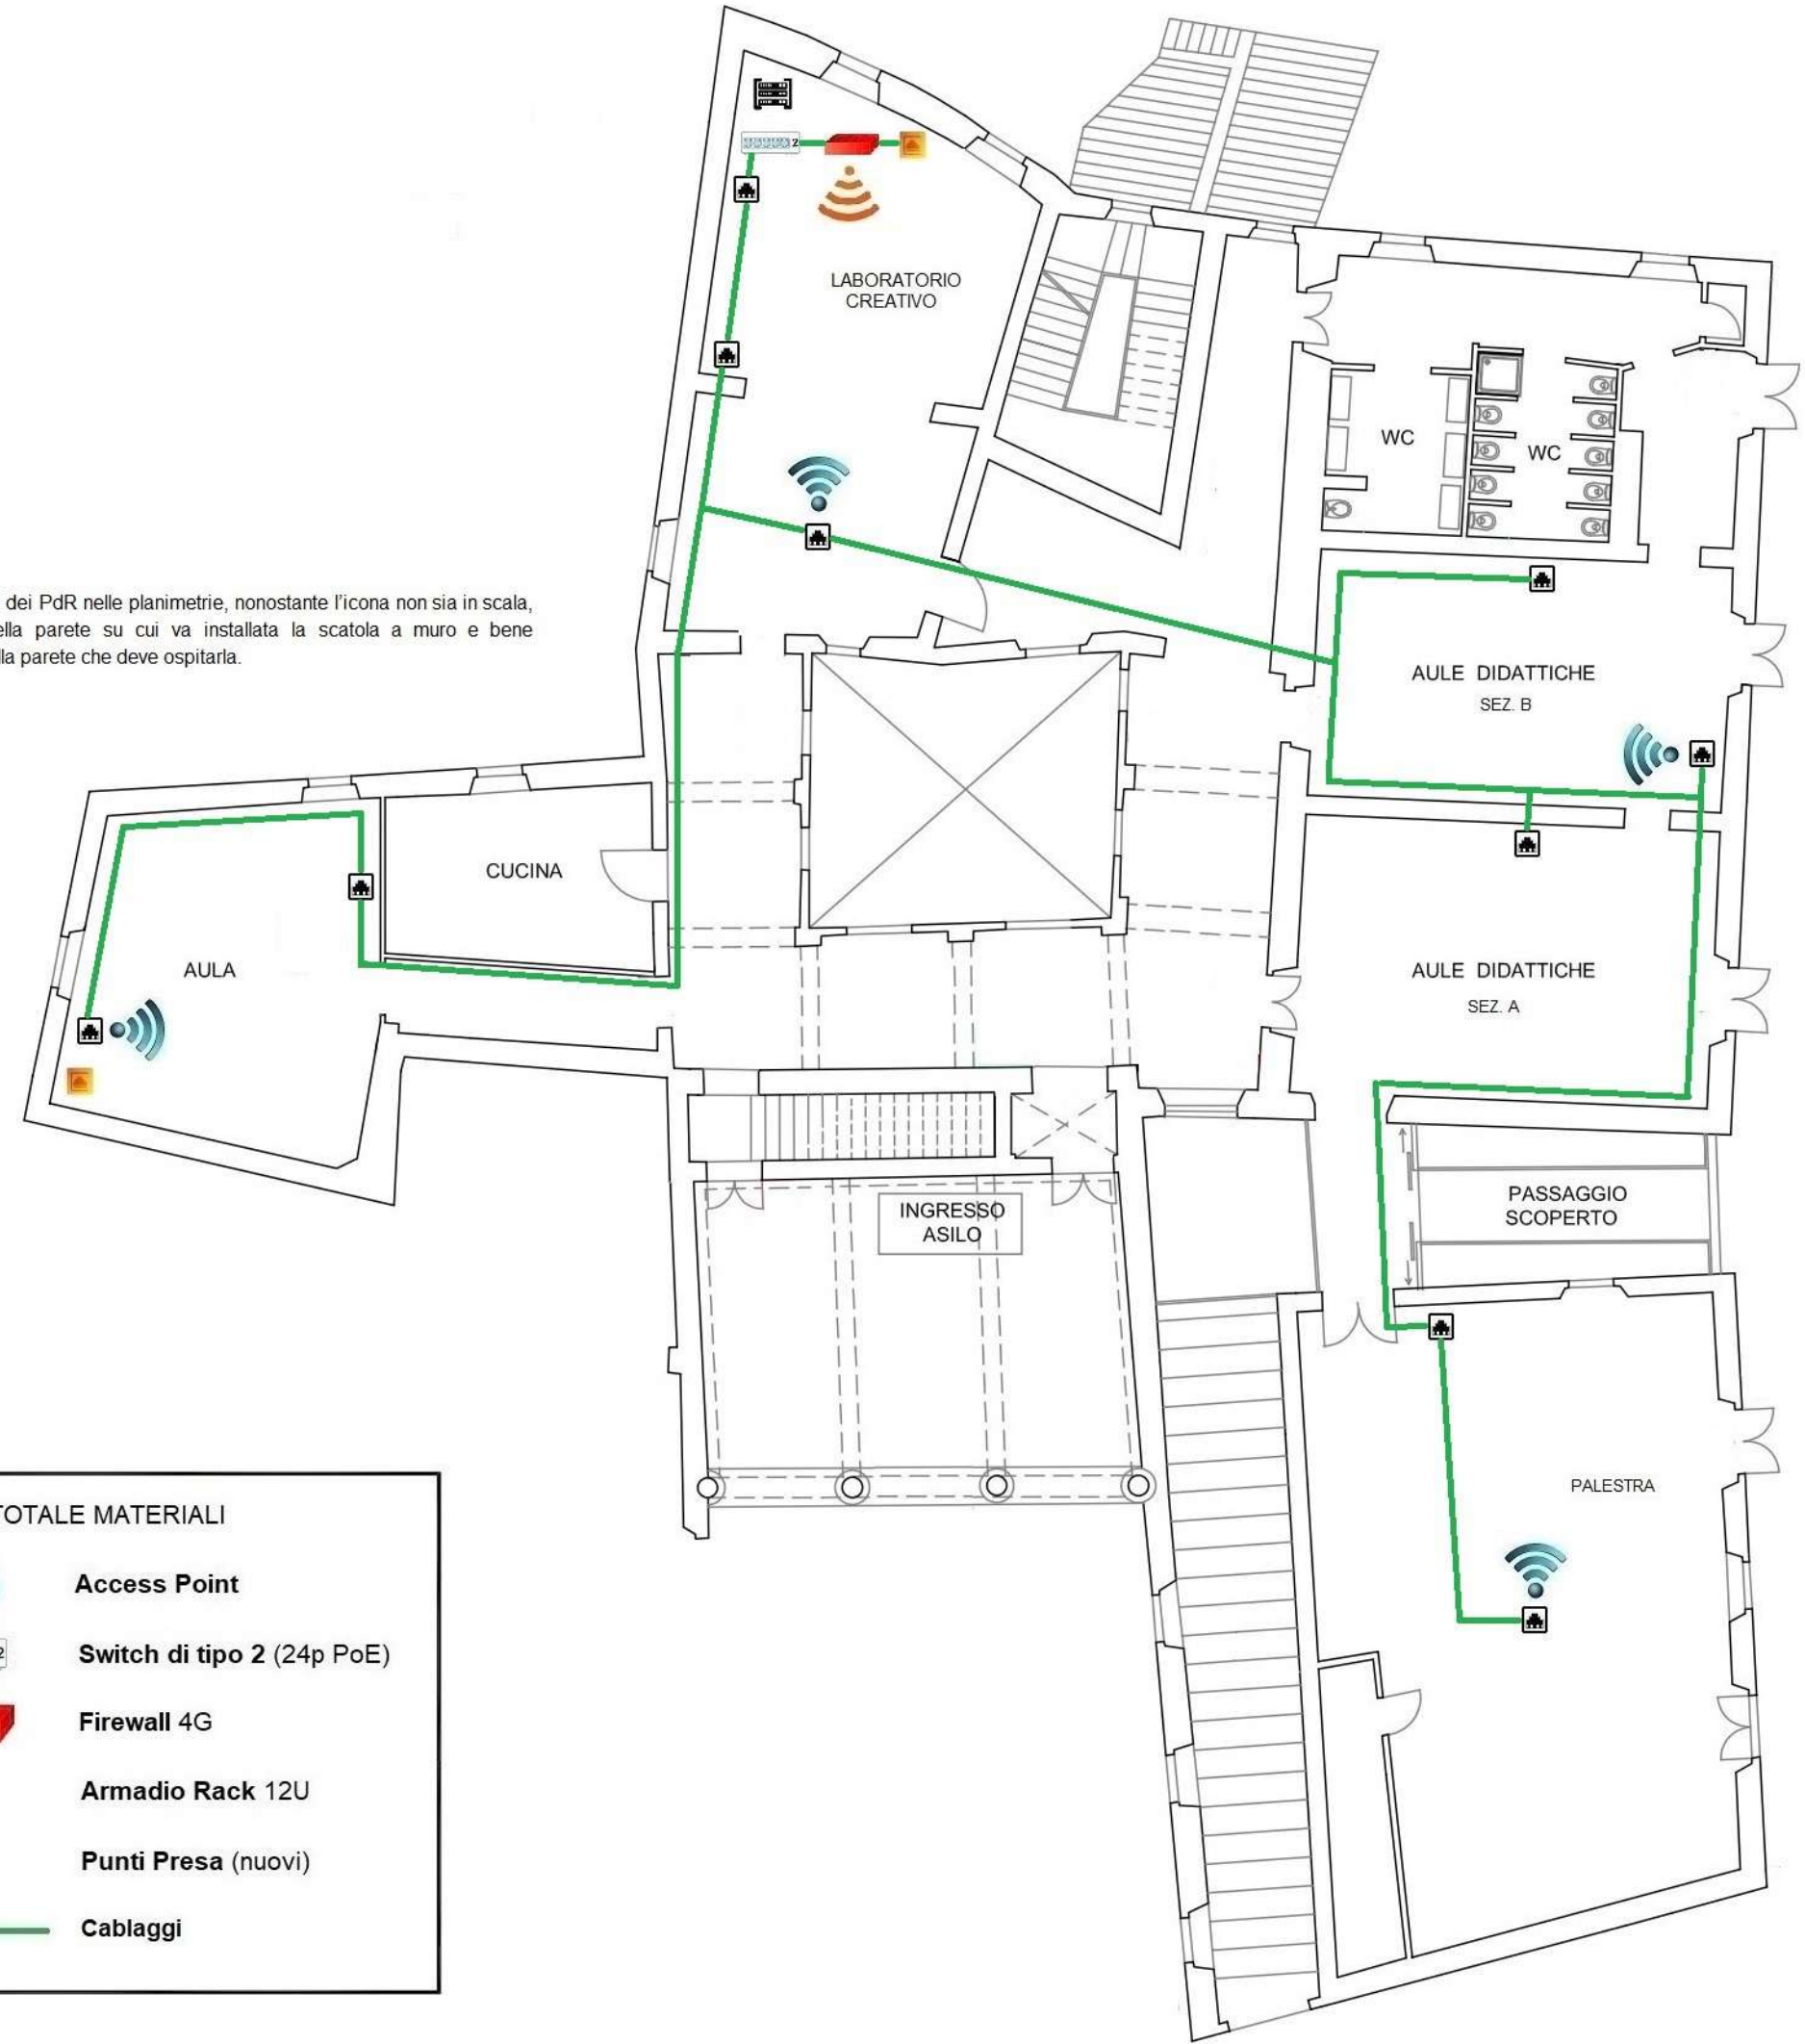 LABORATORIO
CREATIVO
WC
WC
dei PdR nelle planimetrie, nonostante l'icona non sia in scala,
parete su cui va installata la scatola a muro e bene
parete che deve ospitarla.
AULE DIDATTICHE
SEZ. B
CUCINA
AULA
AULE DIDATTICHE
SEZ. A
PASSAGGIO
SCOPERTO
INGRESSO
ASILO
PALESTRA
TOTALE MATERIALI
Access Point
2
Switch di tipo 2 (24p PoE)
Firewall 4G
Armadio Rack 12U
Punti Presa (nuovi)
Cablaggi